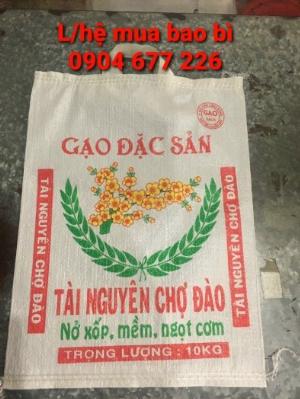 L/hệ mua bao bì
0904 677 226
GẠO
GẠO ĐẶC SẢN
TÀI NGUYÊN CHỢ ĐÀO
TÀI NGUYÊN CHỢ ĐÀO
TÀI NGUYÊN CHỢ ĐÀO
Nở xốp, mềm, ngọt cơm
TRỌNG LƯỢNG : 10KG